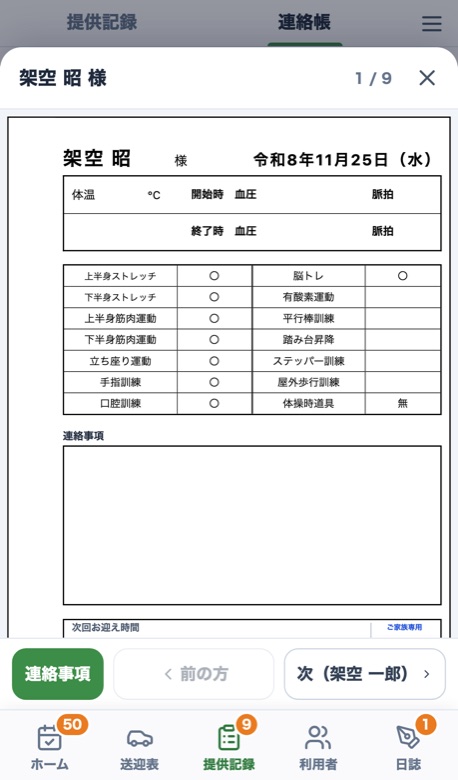 提供記録 連絡帳
架空 昭 様 1 / 9
架空 昭 様 令和8年11月25日（水）
体温 ℃ 開始時 血圧 脈拍
終了時 血圧 脈拍
上半身ストレッチ 〇 脳トレ 〇
下半身ストレッチ 〇 有酸素運動
上半身筋肉運動 〇 平行棒訓練
下半身筋肉運動 〇 踏み台昇降
立ち座り運動 〇 ステッパー訓練
手指訓練 〇 屋外歩行訓練
口腔訓練 〇 体操時道具 無
連絡事項
次回お迎え時間 ご家族専用
連絡事項 前の方 次（架空 一郎）
50 9 1
ホーム 送迎表 提供記録 利用者 日誌